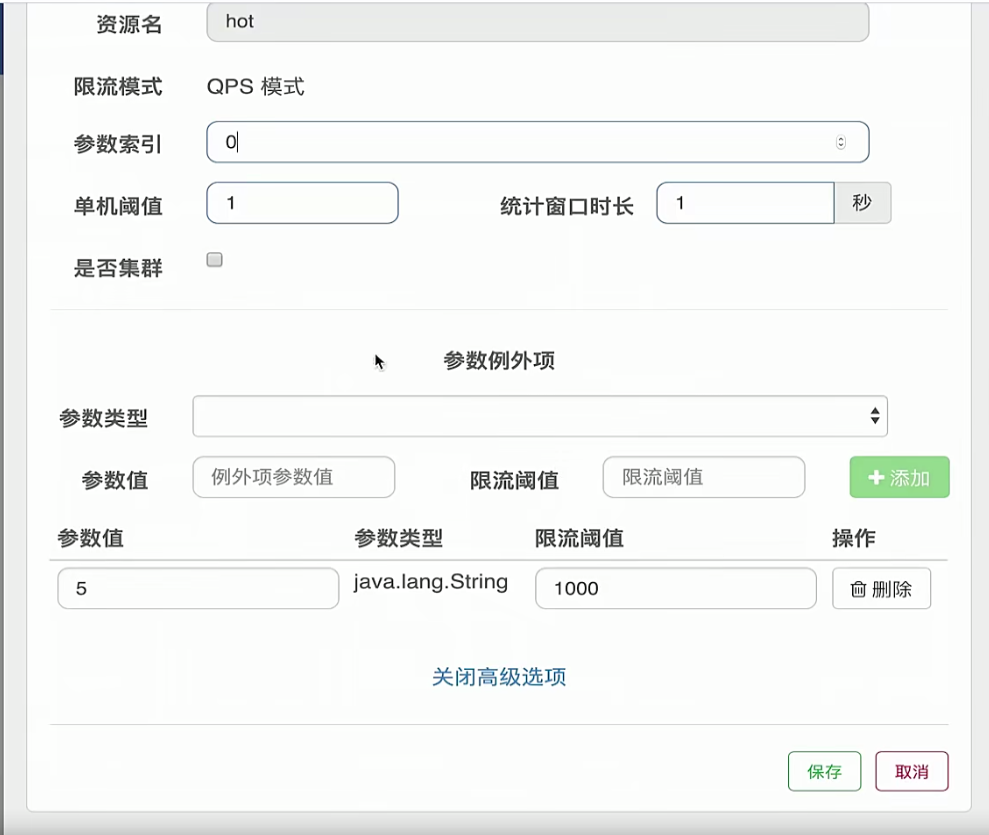 资源名 hot
限流模式 QPS 模式
参数索引 0
单机阈值 1 统计窗口时长 1 秒
是否集群
参数例外项
参数类型
参数值 例外项参数值 限流阈值 限流阈值 添加
参数值 参数类型 限流阈值 操作
5 java.lang.String 1000 删除
关闭高级选项
保存 取消